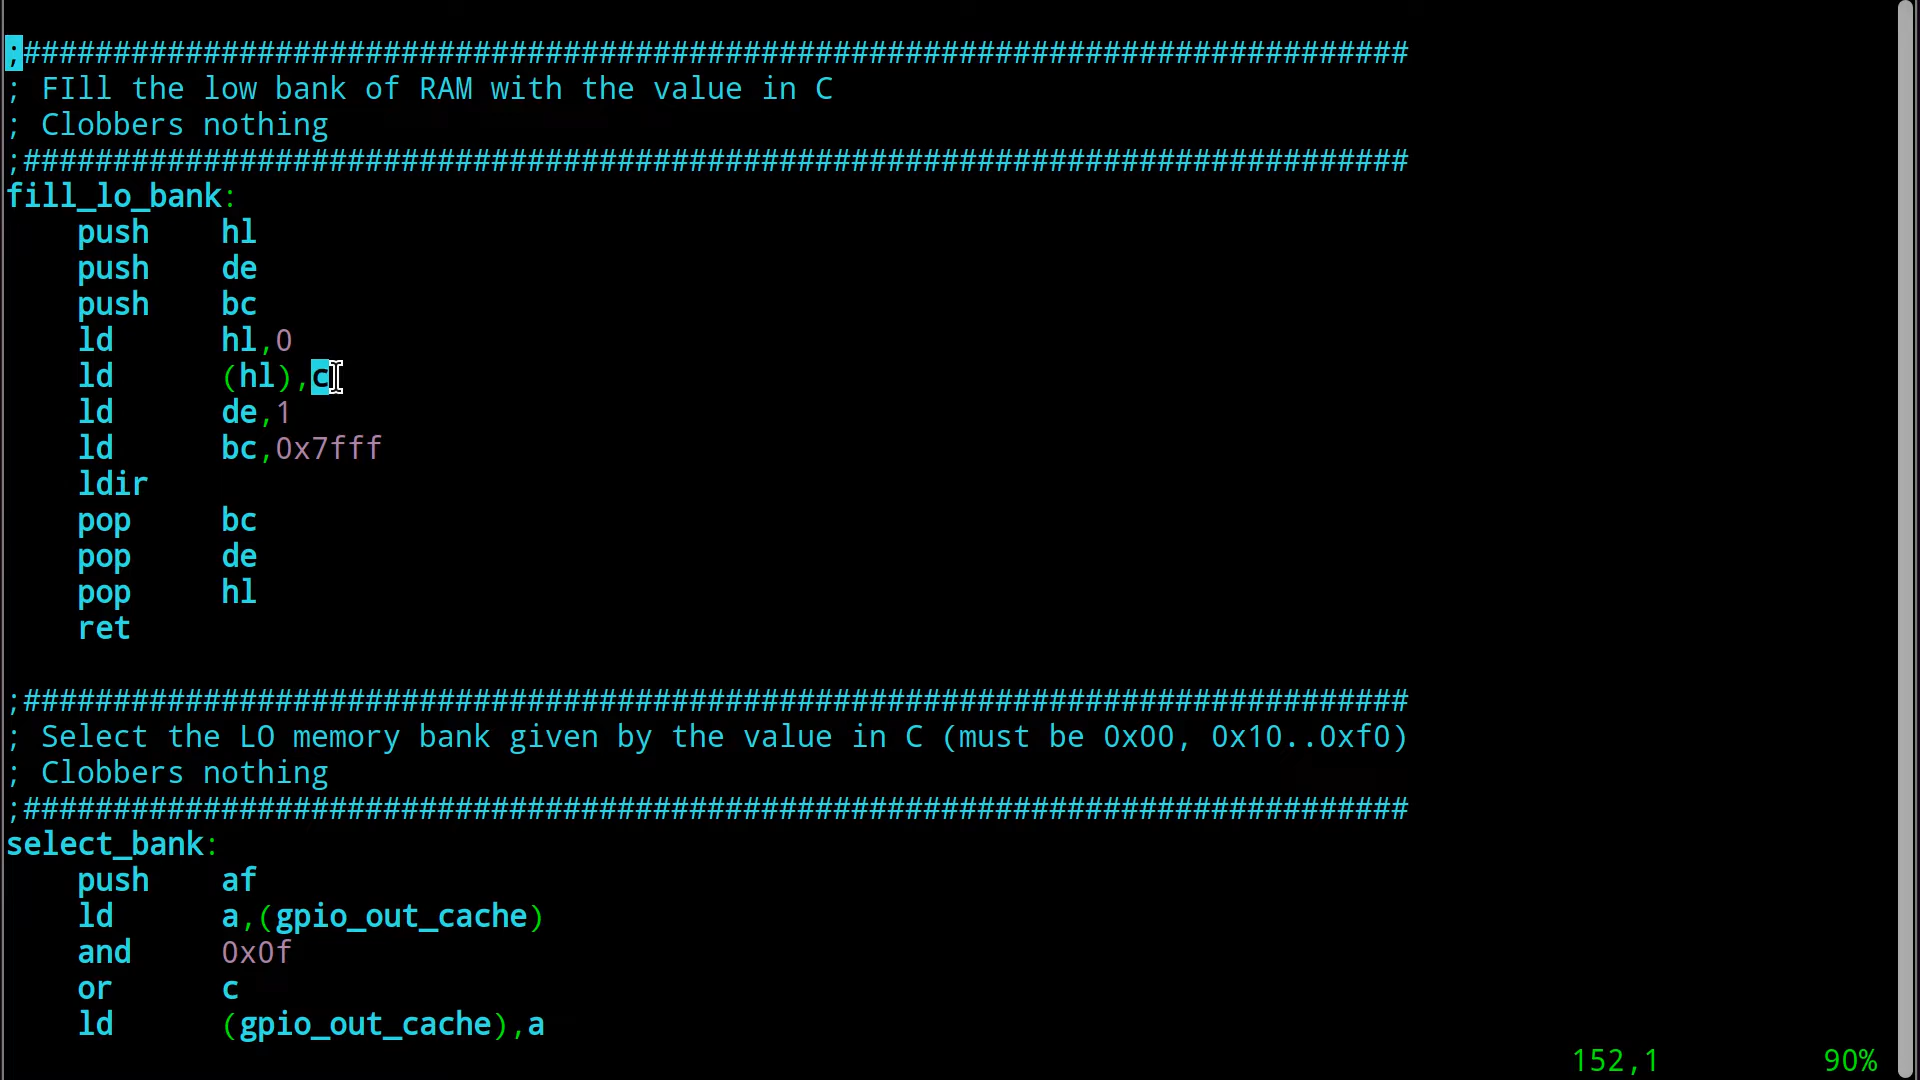 ;#############################################################################
; FIll the low bank of RAM with the value in C
; Clobbers nothing
;#############################################################################
fill_lo_bank:
    push    hl
    push    de
    push    bc
    ld      hl,0
    ld      (hl),c
    ld      de,1
    ld      bc,0x7fff
    ldir
    pop     bc
    pop     de
    pop     hl
    ret

;#############################################################################
; Select the LO memory bank given by the value in C (must be 0x00, 0x10..0xf0)
; Clobbers nothing
;#############################################################################
select_bank:
    push    af
    ld      a,(gpio_out_cache)
    and     0x0f
    or      c
    ld      (gpio_out_cache),a
152,1 90%